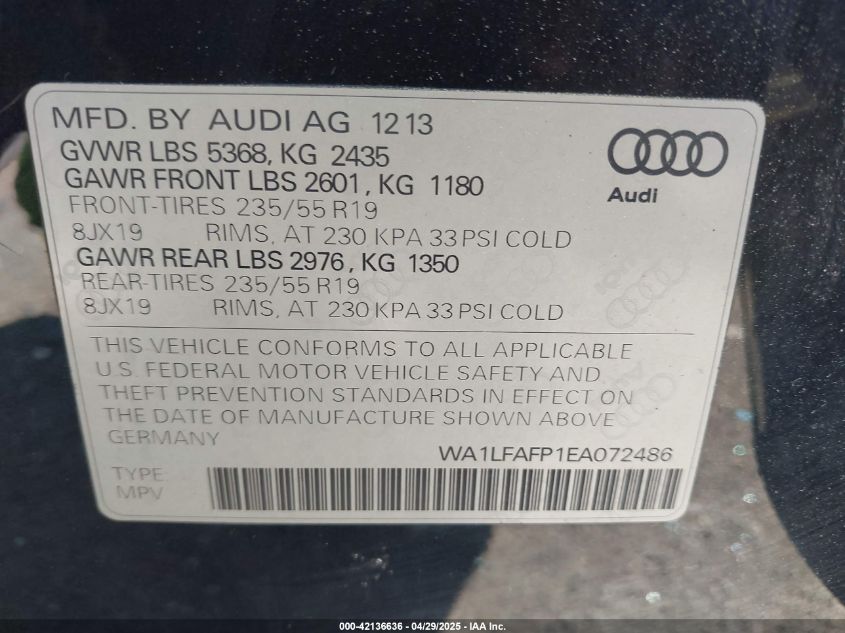 MFD. BY AUDI AG 12 13
GVWR LBS 5368, KG 2435
GAWR FRONT LBS 2601, KG 1180
FRONT-TIRES 235/55 R19
8JX19 RIMS, AT 230 KPA 33 PSI COLD
GAWR REAR LBS 2976, KG 1350
REAR-TIRES 235/55 R19
8JX19 RIMS, AT 230 KPA 33 PSI COLD
Audi
THIS VEHICLE CONFORMS TO ALL APPLICABLE
U.S. FEDERAL MOTOR VEHICLE SAFETY AND
THEFT PREVENTION STANDARDS IN EFFECT ON
THE DATE OF MANUFACTURE SHOWN ABOVE
GERMANY
WA1LFAFP1EA072486
TYPE:
MPV
000-42136636 - 04/29/2025 - IAA Inc.